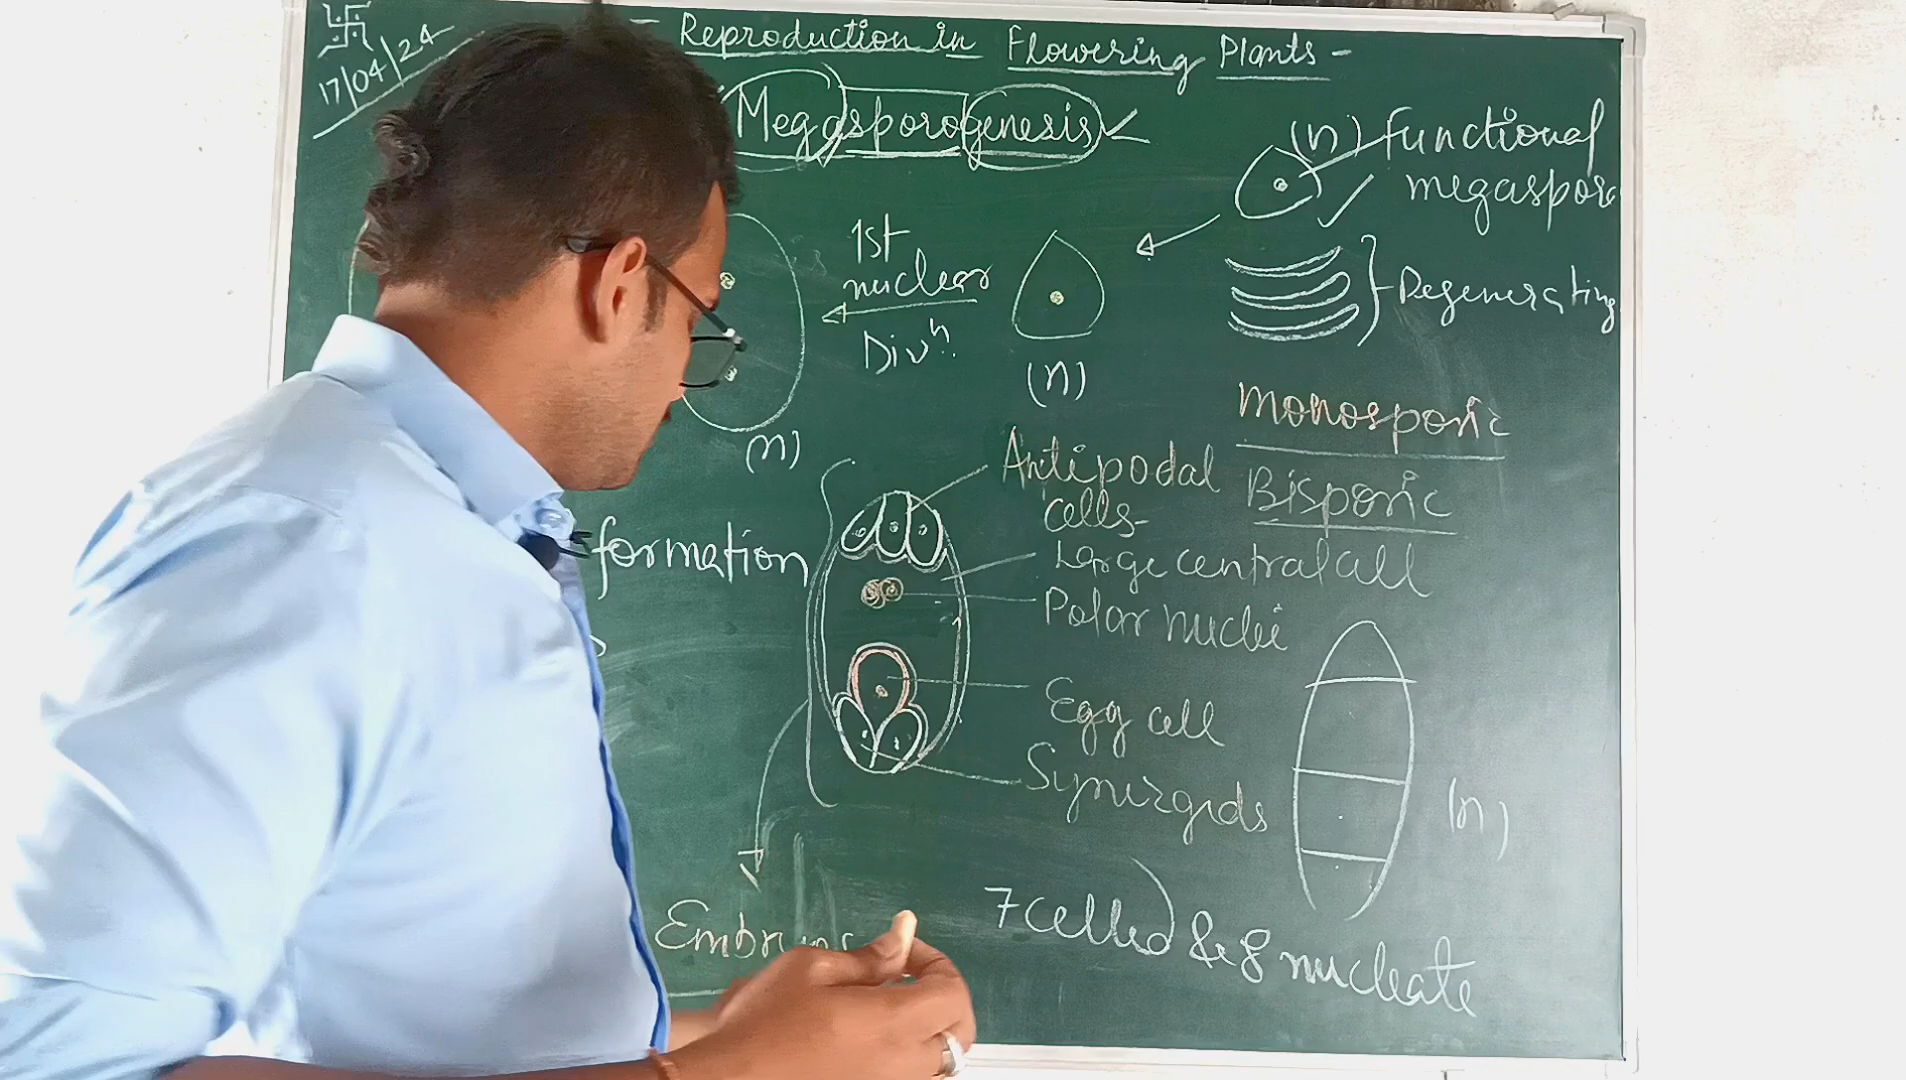 17/04/24
- Reproduction in Flowering Plants -
Megasporogenesis
(n) functional
megaspore
1st
nuclear
Divⁿ.
(n)
(n)
Degenerating
Monosporic
Bisporic
Antipodal
cells-
Large central cell
Polar nuclei
Egg cell
Synergids
formation
(n)
7 celled & 8 nucleate